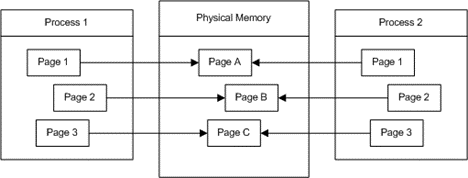 Process 1
Physical Memory
Process 2
Page 1
Page A
Page 1
Page 2
Page B
Page 2
Page 3
Page C
Page 3